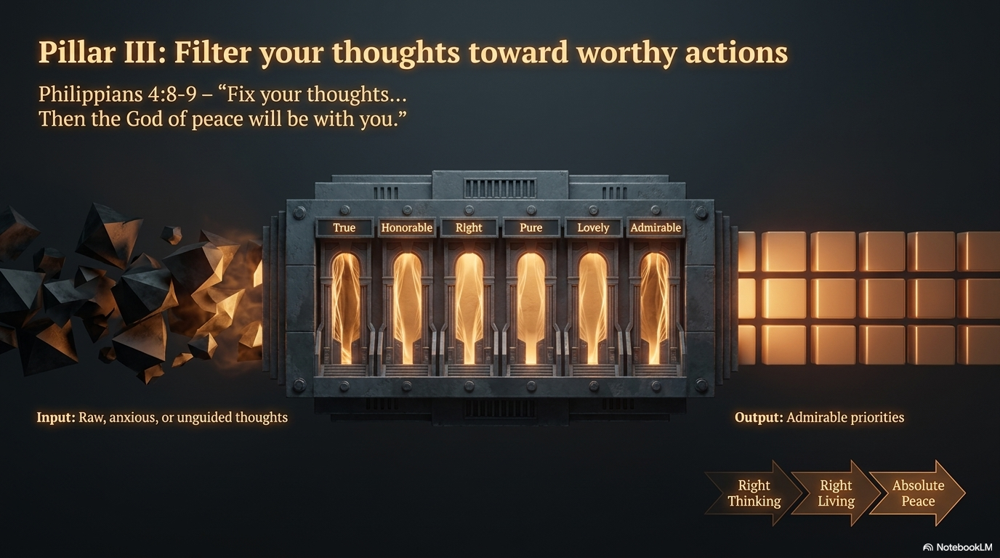 Pillar III: Filter your thoughts toward worthy actions
Philippians 4:8-9 – “Fix your thoughts...
Then the God of peace will be with you.”
True
Honorable
Right
Pure
Lovely
Admirable
Input: Raw, anxious, or unguided thoughts
Output: Admirable priorities
Right
Thinking
Right
Living
Absolute
Peace
NotebookLM